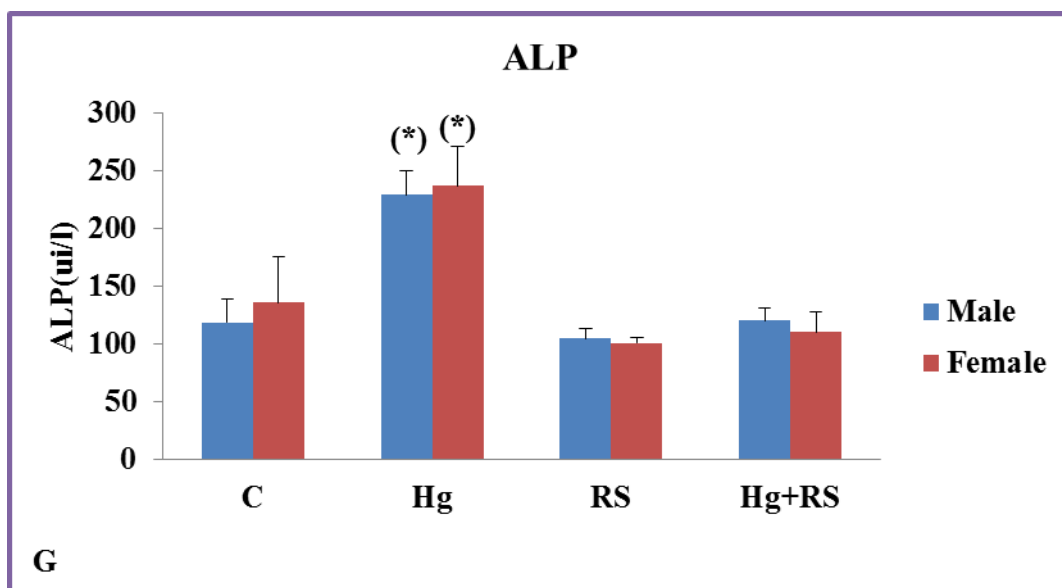 ALP
300
250
200
150
100
50
0
ALP(ui/l)
(*) (*)
C Hg RS Hg+RS
Male
Female
G